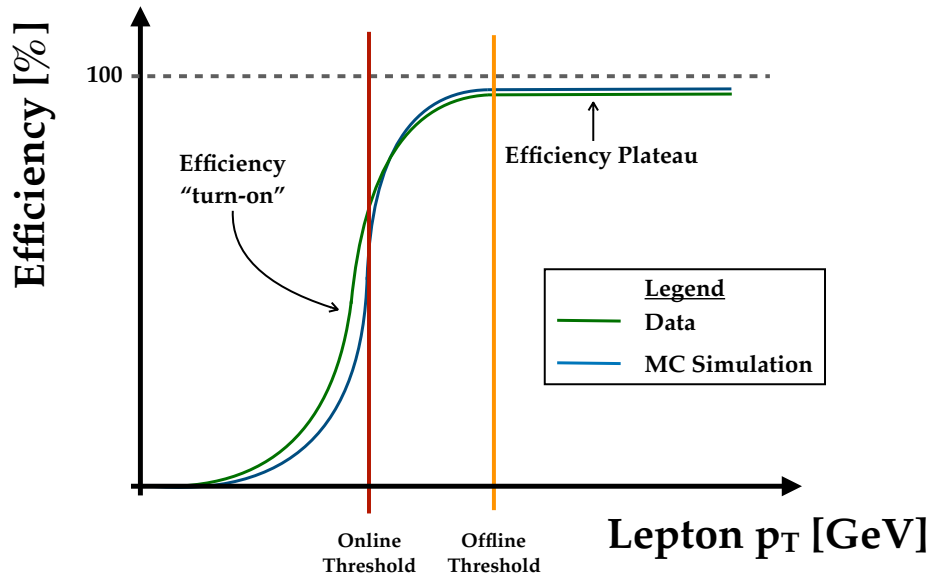 Efficiency [%]
100
Efficiency
“turn-on”
Efficiency Plateau
Legend
Data
MC Simulation
Online
Threshold
Offline
Threshold
Lepton pT [GeV]